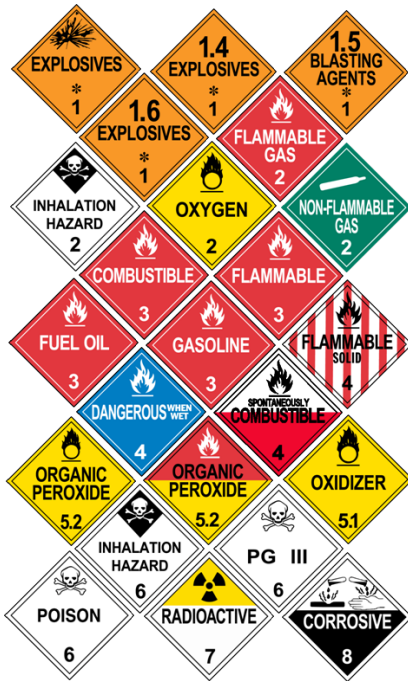 EXPLOSIVES
*
1
1.4
EXPLOSIVES
*
1
1.5
BLASTING
AGENTS
*
1
1.6
EXPLOSIVES
*
1
FLAMMABLE
GAS
2
INHALATION
HAZARD
2
OXYGEN
2
NON-FLAMMABLE
GAS
2
COMBUSTIBLE
3
FLAMMABLE
3
FUEL OIL
3
GASOLINE
3
FLAMMABLE
SOLID
4
DANGEROUS WHEN
WET
4
SPONTANEOUSLY
COMBUSTIBLE
4
ORGANIC
PEROXIDE
5.2
ORGANIC
PEROXIDE
5.2
OXIDIZER
5.1
INHALATION
HAZARD
6
PG III
6
POISON
6
RADIOACTIVE
7
CORROSIVE
8